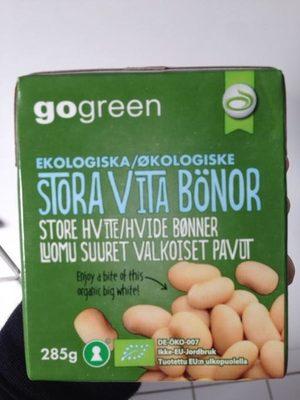 gogreen
EKOLOGISKA/ØKOLOGISKE
STORA VITA BÖNOR
STORE HVITE/HVIDE BØNNER
LUOMU SUURET VALKOISET PAVUT
Enjoy a bite of this
organic big white!
285g
DE-ÖKO-007
Ikke-EU-Jordbruk
Tuotettu EU:n ulkopuolella